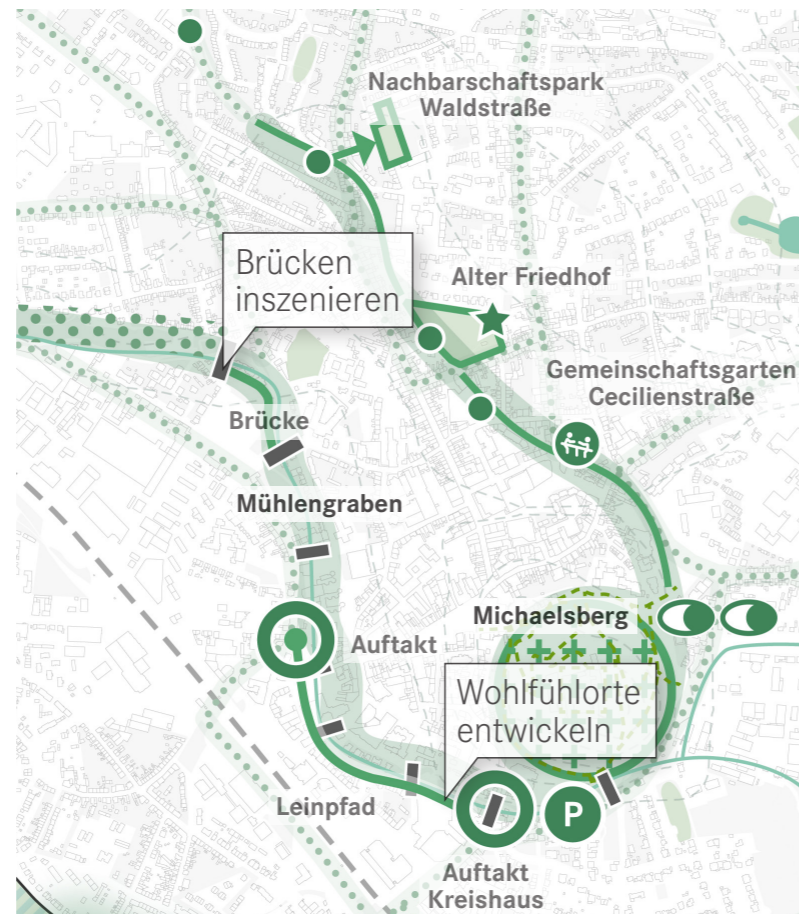 Nachbarschaftspark
Waldstraße
Brücken
inszenieren
Alter Friedhof
Gemeinschaftsgarten
Cecilienstraße
Brücke
Mühlengraben
Michaelsberg
Auftakt
Wohlfühlorte
entwickeln
Leinpfad
P
Auftakt
Kreishaus